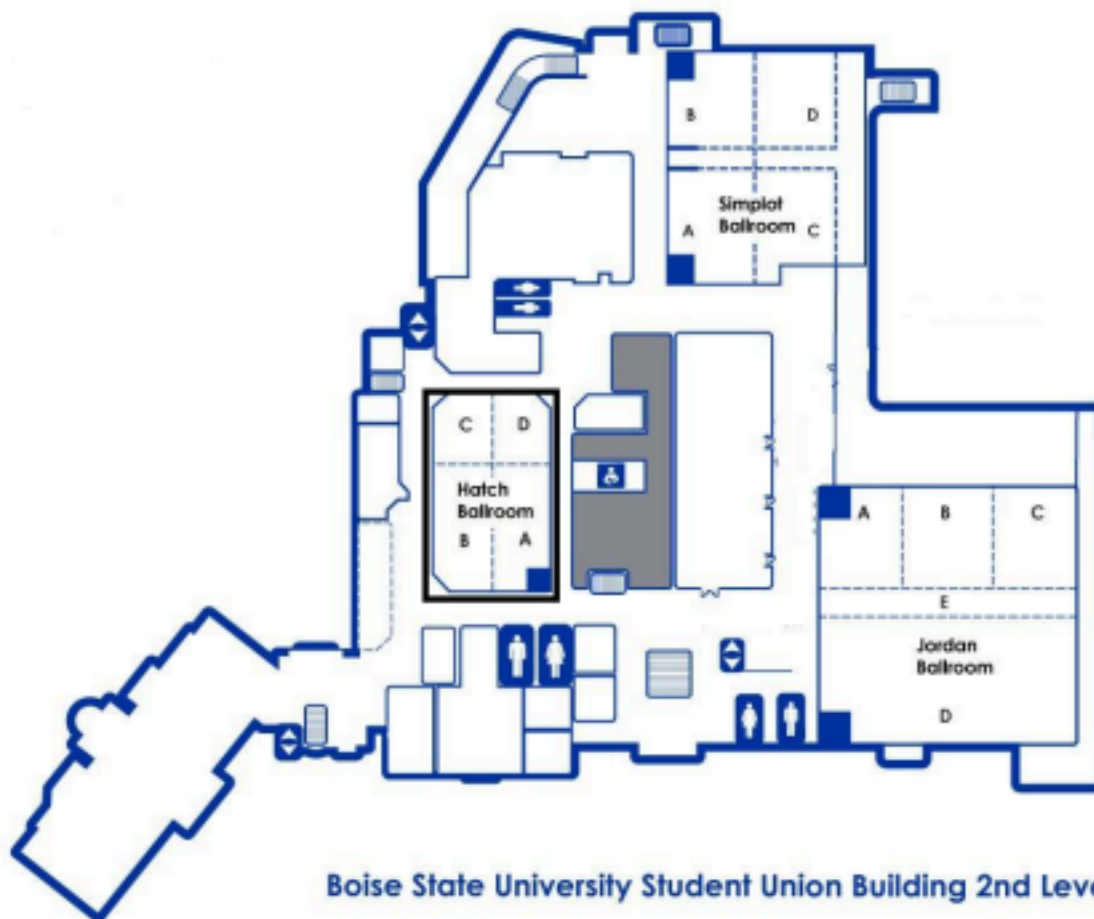 B
D
Simplot
Ballroom
A
C
C
D
Hatch
Ballroom
B
A
A
B
C
E
Jordan
Ballroom
D
Boise State University Student Union Building 2nd Leve